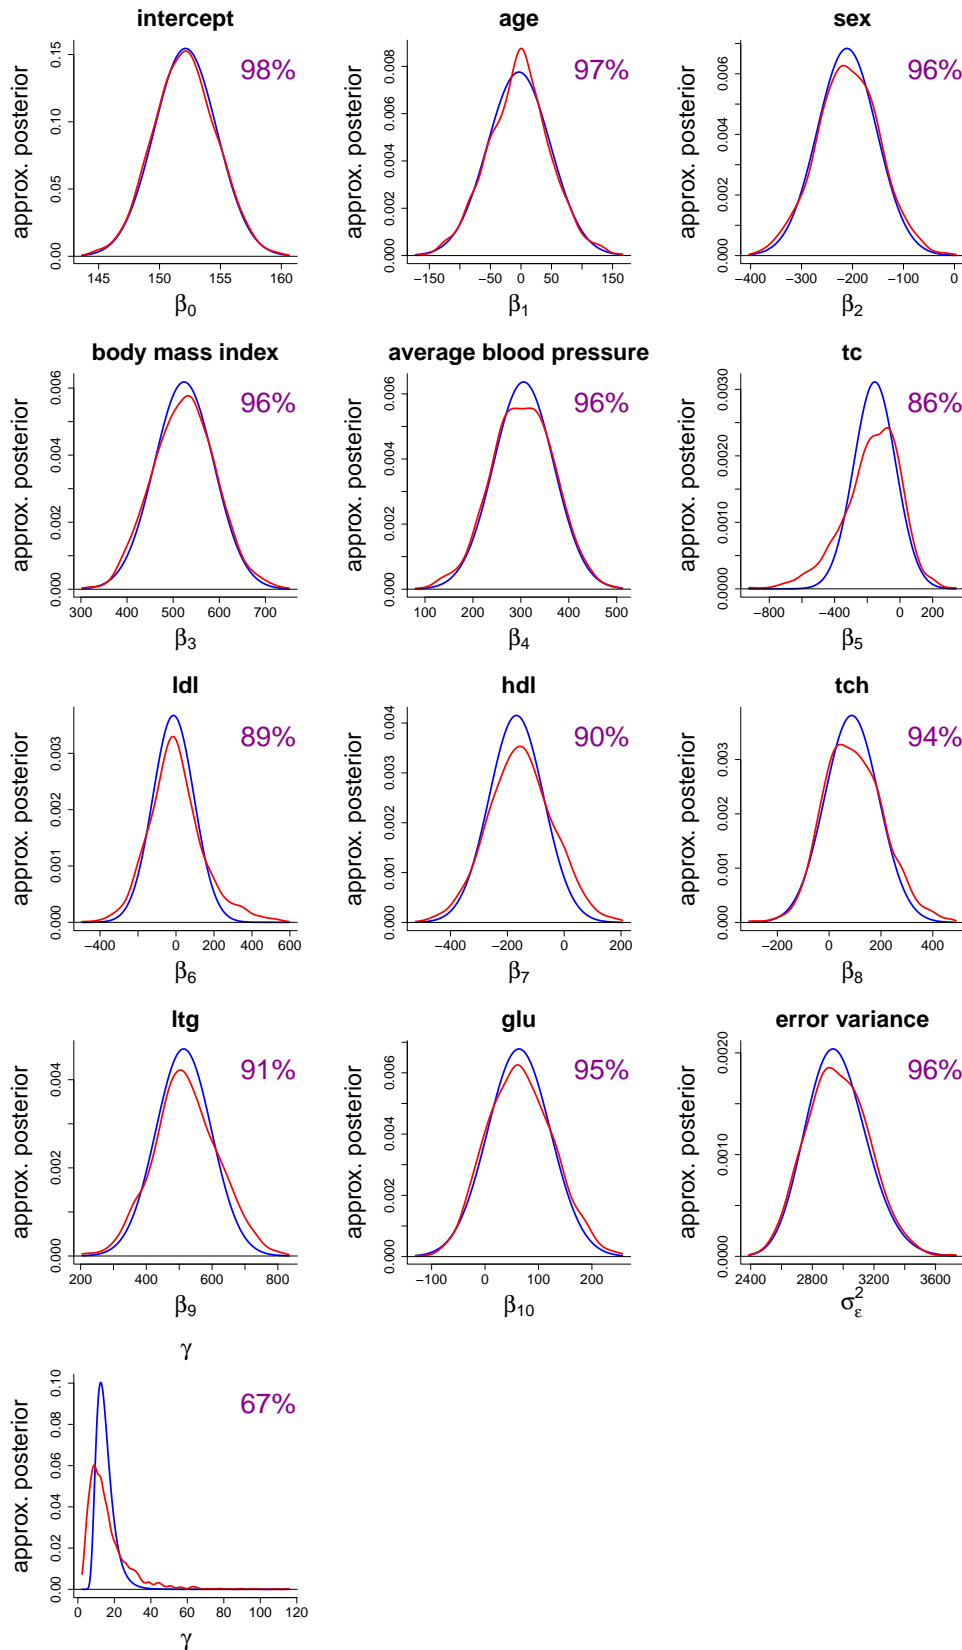 intercept
98%
approx. posterior
0.00 0.05 0.10 0.15
145 150 155 160
β0
age
97%
approx. posterior
0.000 0.002 0.004 0.006 0.008
−150 −50 0 50 100 150
β1
sex
96%
approx. posterior
0.000 0.002 0.004 0.006
−400 −300 −200 −100 0
β2
body mass index
96%
approx. posterior
0.000 0.002 0.004 0.006
300 400 500 600 700
β3
average blood pressure
96%
approx. posterior
0.000 0.002 0.004 0.006
100 200 300 400 500
β4
tc
86%
approx. posterior
0.0000 0.0010 0.0020 0.0030
−800 −400 0 200
β5
ldl
89%
approx. posterior
0.000 0.001 0.002 0.003
−400 0 200 400 600
β6
hdl
90%
approx. posterior
0.000 0.001 0.002 0.003 0.004
−400 −200 0 200
β7
tch
94%
approx. posterior
0.000 0.001 0.002 0.003
−200 0 200 400
β8
ltg
91%
approx. posterior
0.000 0.002 0.004
200 400 600 800
β9
glu
95%
approx. posterior
0.000 0.002 0.004 0.006
−100 0 100 200
β10
error variance
96%
approx. posterior
0.0000 0.0010 0.0020
2400 2800 3200 3600
σ²ε
γ
67%
approx. posterior
0.00 0.02 0.04 0.06 0.08 0.10
0 20 40 60 80 100 120
γ